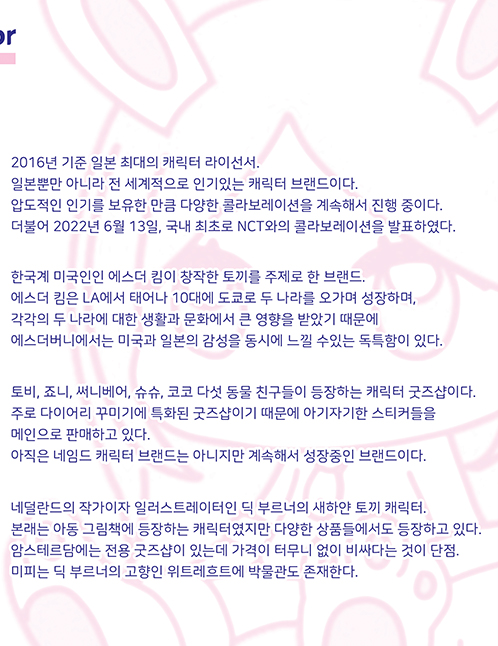 or
2016년 기준 일본 최대의 캐릭터 라이선서.
일본뿐만 아니라 전 세계적으로 인기있는 캐릭터 브랜드이다.
압도적인 인기를 보유한 만큼 다양한 콜라보레이션을 계속해서 진행 중이다.
더불어 2022년 6월 13일, 국내 최초로 NCT와의 콜라보레이션을 발표하였다.
한국계 미국인인 에스더 킴이 창작한 토끼를 주제로 한 브랜드.
에스더 킴은 LA에서 태어나 10대에 도쿄로 두 나라를 오가며 성장하며,
각각의 두 나라에 대한 생활과 문화에서 큰 영향을 받았기 때문에
에스더버니에서는 미국과 일본의 감성을 동시에 느낄 수있는 독특함이 있다.
토비, 죠니, 써니베어, 슈슈, 코코 다섯 동물 친구들이 등장하는 캐릭터 굿즈샵이다.
주로 다이어리 꾸미기에 특화된 굿즈샵이기 때문에 아기자기한 스티커들을
메인으로 판매하고 있다.
아직은 네임드 캐릭터 브랜드는 아니지만 계속해서 성장중인 브랜드이다.
네덜란드의 작가이자 일러스트레이터인 딕 부르너의 새하얀 토끼 캐릭터.
본래는 아동 그림책에 등장하는 캐릭터였지만 다양한 상품들에서도 등장하고 있다.
암스테르담에는 전용 굿즈샵이 있는데 가격이 터무니 없이 비싸다는 것이 단점.
미피는 딕 부르너의 고향인 위트레흐트에 박물관도 존재한다.